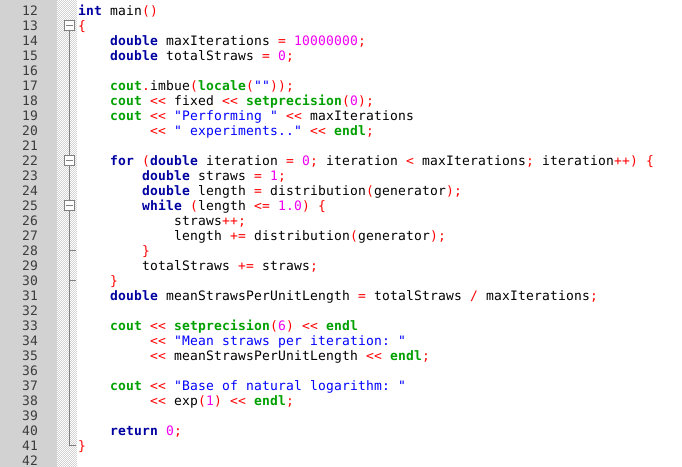 12 int main()
13 {
14     double maxIterations = 10000000;
15     double totalStraws = 0;
16
17     cout.imbue(locale(""));
18     cout << fixed << setprecision(0);
19     cout << "Performing " << maxIterations
20          << " experiments.." << endl;
21
22     for (double iteration = 0; iteration < maxIterations; iteration++) {
23         double straws = 1;
24         double length = distribution(generator);
25         while (length <= 1.0) {
26             straws++;
27             length += distribution(generator);
28         }
29         totalStraws += straws;
30     }
31     double meanStrawsPerUnitLength = totalStraws / maxIterations;
32
33     cout << setprecision(6) << endl
34          << "Mean straws per iteration: "
35          << meanStrawsPerUnitLength << endl;
36
37     cout << "Base of natural logarithm: "
38          << exp(1) << endl;
39
40     return 0;
41 }
42